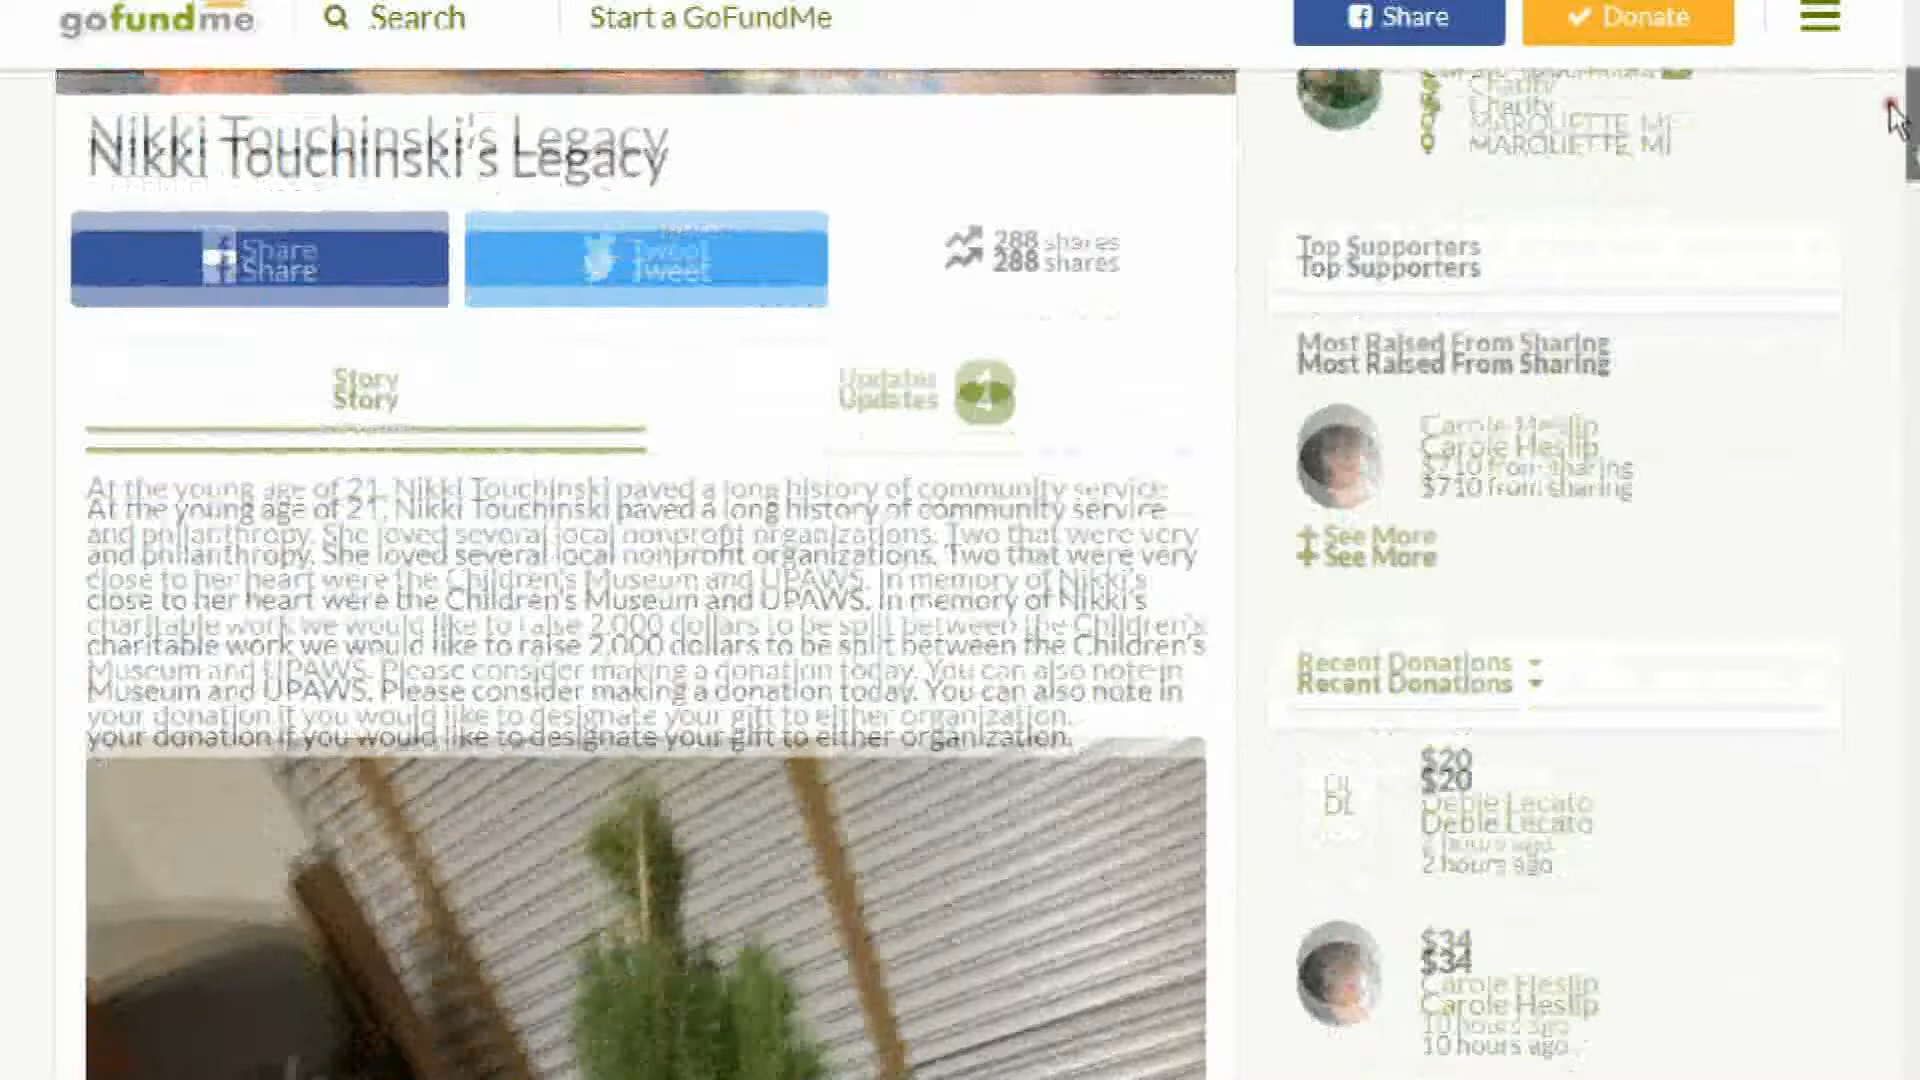 gofundme
Search
Start a GoFundMe
Share
Donate
Charity
MARQUETTE, MI
Nikki Touchinski's Legacy
Share
Tweet
288 shares
Top Supporters
Most Raised From Sharing
Story
Updates
Carole Heslip
$710 from sharing
+ See More
At the young age of 21, Nikki Touchinski paved a long history of community service
and philanthropy. She loved several local nonprofit organizations. Two that were very
close to her heart were the Children's Museum and UPAWS. In memory of Nikki's
charitable work we would like to raise 2,000 dollars to be split between the Children's
Museum and UPAWS. Please consider making a donation today. You can also note in
your donation if you would like to designate your gift to either organization.
Recent Donations
DL
$20
Debie Lecato
2 hours ago
$34
Carole Heslip
10 hours ago